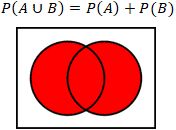 P(A ∪ B) = P(A) + P(B)